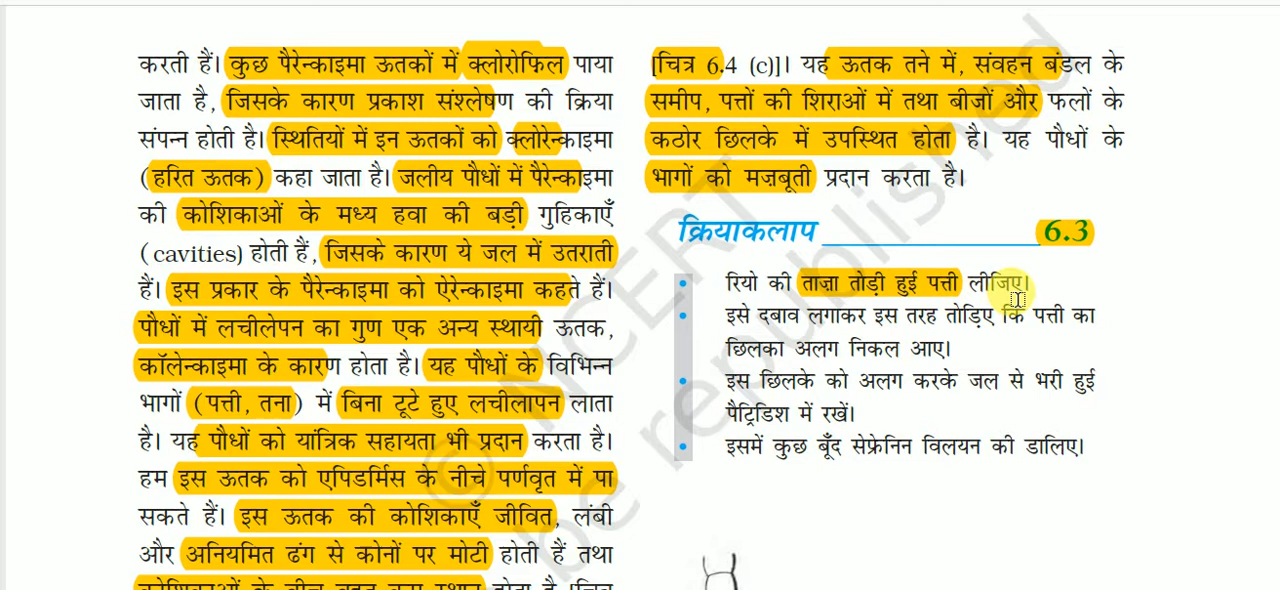 करती हैं। कुछ पैरेन्काइमा ऊतकों में क्लोरोफिल पाया
जाता है, जिसके कारण प्रकाश संश्लेषण की क्रिया
संपन्न होती है। स्थितियों में इन ऊतकों को क्लोरेन्काइमा
(हरित ऊतक) कहा जाता है। जलीय पौधों में पैरेन्काइमा
की कोशिकाओं के मध्य हवा की बड़ी गुहिकाएँ
(cavities) होती हैं, जिसके कारण ये जल में उतराती
हैं। इस प्रकार के पैरेन्काइमा को ऐरेन्काइमा कहते हैं।
पौधों में लचीलेपन का गुण एक अन्य स्थायी ऊतक,
कॉलेन्काइमा के कारण होता है। यह पौधों के विभिन्न
भागों (पत्ती, तना) में बिना टूटे हुए लचीलापन लाता
है। यह पौधों को यांत्रिक सहायता भी प्रदान करता है।
हम इस ऊतक को एपिडर्मिस के नीचे पर्णवृत में पा
सकते हैं। इस ऊतक की कोशिकाएँ जीवित, लंबी
और अनियमित ढंग से कोनों पर मोटी होती हैं तथा
कोशिकाओं के बीच बहुत कम स्थान होता है (चित्र
[चित्र 6.4 (c)]। यह ऊतक तने में, संवहन बंडल के
समीप, पत्तों की शिराओं में तथा बीजों और फलों के
कठोर छिलके में उपस्थित होता है। यह पौधों के
भागों को मज़बूती प्रदान करता है।
क्रियाकलाप 6.3
रियो की ताज़ा तोड़ी हुई पत्ती लीजिए।
इसे दबाव लगाकर इस तरह तोड़िए कि पत्ती का
छिलका अलग निकल आए।
इस छिलके को अलग करके जल से भरी हुई
पैट्रिडिश में रखें।
इसमें कुछ बूँद सेफ्रेनिन विलयन की डालिए।
© NCERT
be republished